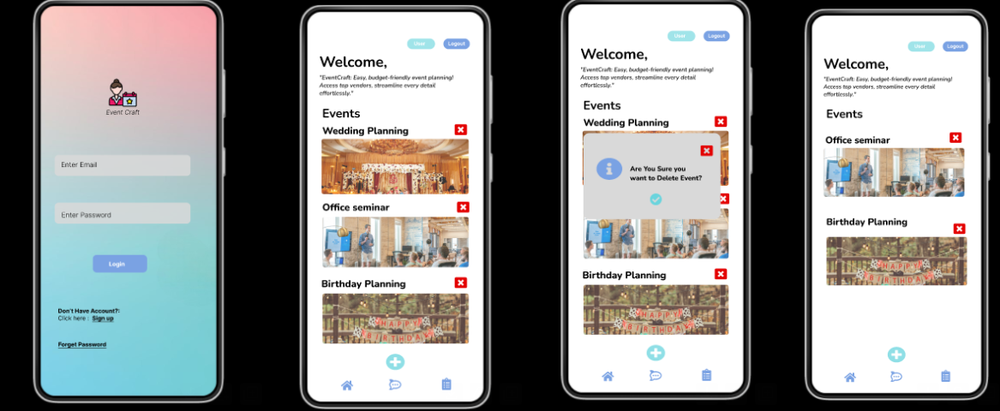 Event Craft
Enter Email
Enter Password
Login
Don't Have Account?:
Click here : Sign up
Forget Password
User
Logout
Welcome,
"EventCraft: Easy, budget-friendly event planning!
Access top vendors, streamline every detail
effortlessly."
Events
Wedding Planning
Office seminar
Birthday Planning
HAPPY
BIRTHDAY
User
Logout
Welcome,
"EventCraft: Easy, budget-friendly event planning!
Access top vendors, streamline every detail
effortlessly."
Events
Wedding Planning
Are You Sure you
want to Delete Event?
Birthday Planning
HAPPY
BIRTHDAY
User
Logout
Welcome,
"EventCraft: Easy, budget-friendly event planning!
Access top vendors, streamline every detail
effortlessly."
Events
Office seminar
Birthday Planning
HAPPY
BIRTHDAY